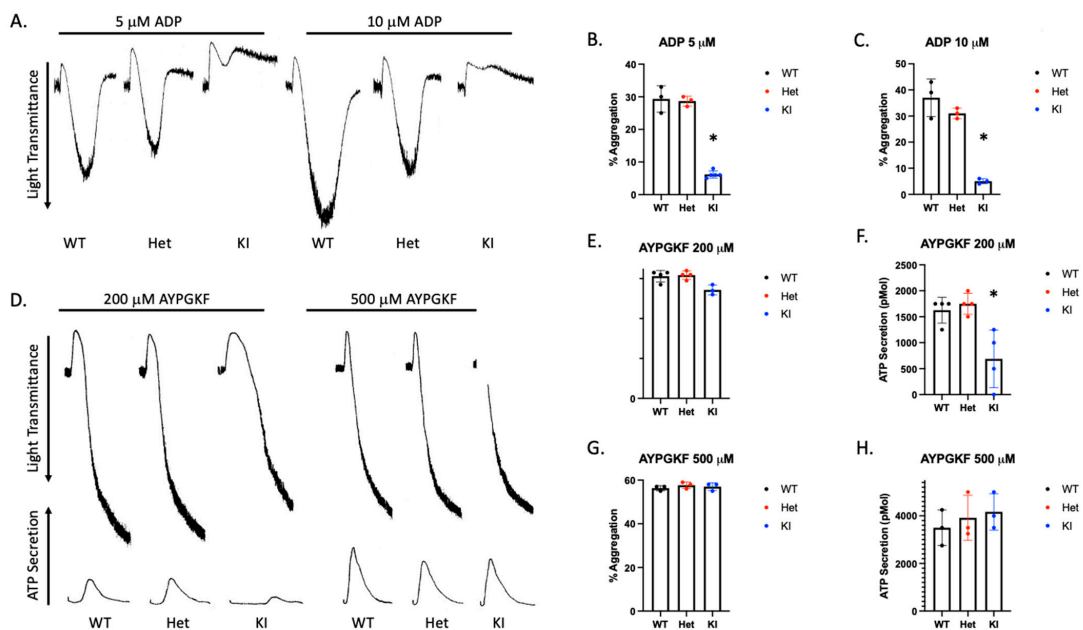 A.
5 μM ADP
10 μM ADP
Light Transmittance
WT
Het
KI
WT
Het
KI
B.
ADP 5 μM
% Aggregation
40
30
20
10
0
WT
Het
KI
*
WT
Het
KI
C.
ADP 10 μM
% Aggregation
50
40
30
20
10
0
WT
Het
KI
*
WT
Het
KI
D.
200 μM AYPGKF
500 μM AYPGKF
Light Transmittance
ATP Secretion
WT
Het
KI
WT
Het
KI
E.
AYPGKF 200 μM
0
WT
Het
KI
WT
Het
KI
F.
AYPGKF 200 μM
ATP Secretion (pMol)
2500
2000
1500
1000
500
0
WT
Het
KI
*
WT
Het
KI
G.
AYPGKF 500 μM
% Aggregation
60
40
20
0
WT
Het
KI
WT
Het
KI
H.
AYPGKF 500 μM
ATP Secretion (pMol)
4000
2000
0
WT
Het
KI
WT
Het
KI